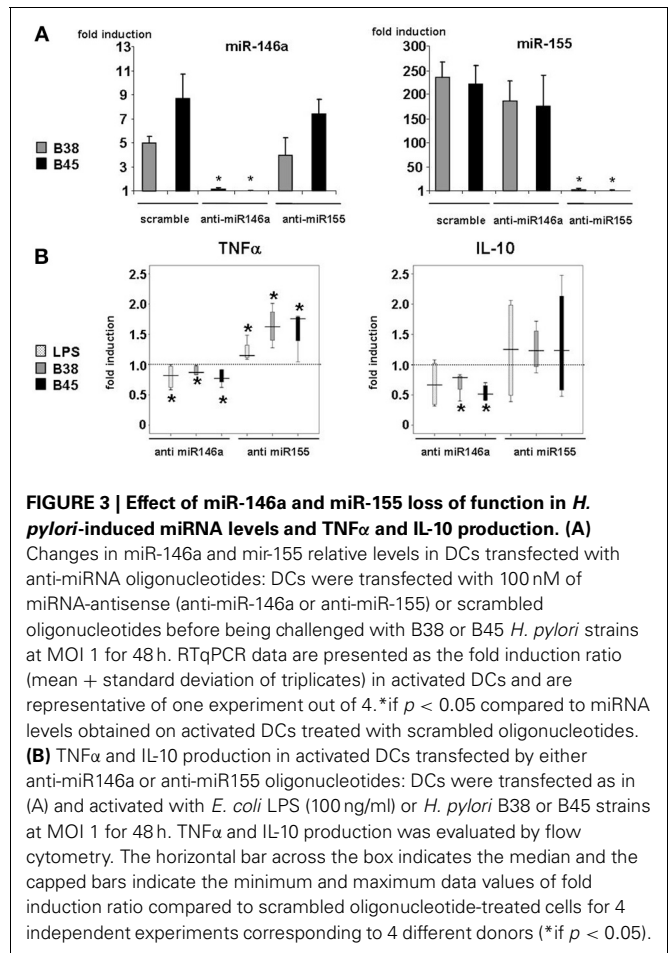 A
fold induction
miR-146a
13
11
9
7
5
3
1
B38
B45
* *
scramble anti-miR146a anti-miR155
fold induction
miR-155
300
250
200
150
100
50
1
* *
scramble anti-miR146a anti-miR155
B
TNFα
2.5
2.0
1.5
1.0
0.5
0
fold induction
LPS
B38
B45
* * *
* * *
anti miR146a anti miR155
IL-10
2.5
2.0
1.5
1.0
0.5
0
fold induction
* *
anti miR146a anti miR155
FIGURE 3 | Effect of miR-146a and miR-155 loss of function in H.
pylori-induced miRNA levels and TNFα and IL-10 production. (A)
Changes in miR-146a and mir-155 relative levels in DCs transfected with
anti-miRNA oligonucleotides: DCs were transfected with 100 nM of
miRNA-antisense (anti-miR-146a or anti-miR-155) or scrambled
oligonucleotides before being challenged with B38 or B45 H. pylori strains
at MOI 1 for 48 h. RTqPCR data are presented as the fold induction ratio
(mean + standard deviation of triplicates) in activated DCs and are
representative of one experiment out of 4.*if p < 0.05 compared to miRNA
levels obtained on activated DCs treated with scrambled oligonucleotides.
(B) TNFα and IL-10 production in activated DCs transfected by either
anti-miR146a or anti-miR155 oligonucleotides: DCs were transfected as in
(A) and activated with E. coli LPS (100 ng/ml) or H. pylori B38 or B45 strains
at MOI 1 for 48 h. TNFα and IL-10 production was evaluated by flow
cytometry. The horizontal bar across the box indicates the median and the
capped bars indicate the minimum and maximum data values of fold
induction ratio compared to scrambled oligonucleotide-treated cells for 4
independent experiments corresponding to 4 different donors (*if p < 0.05).